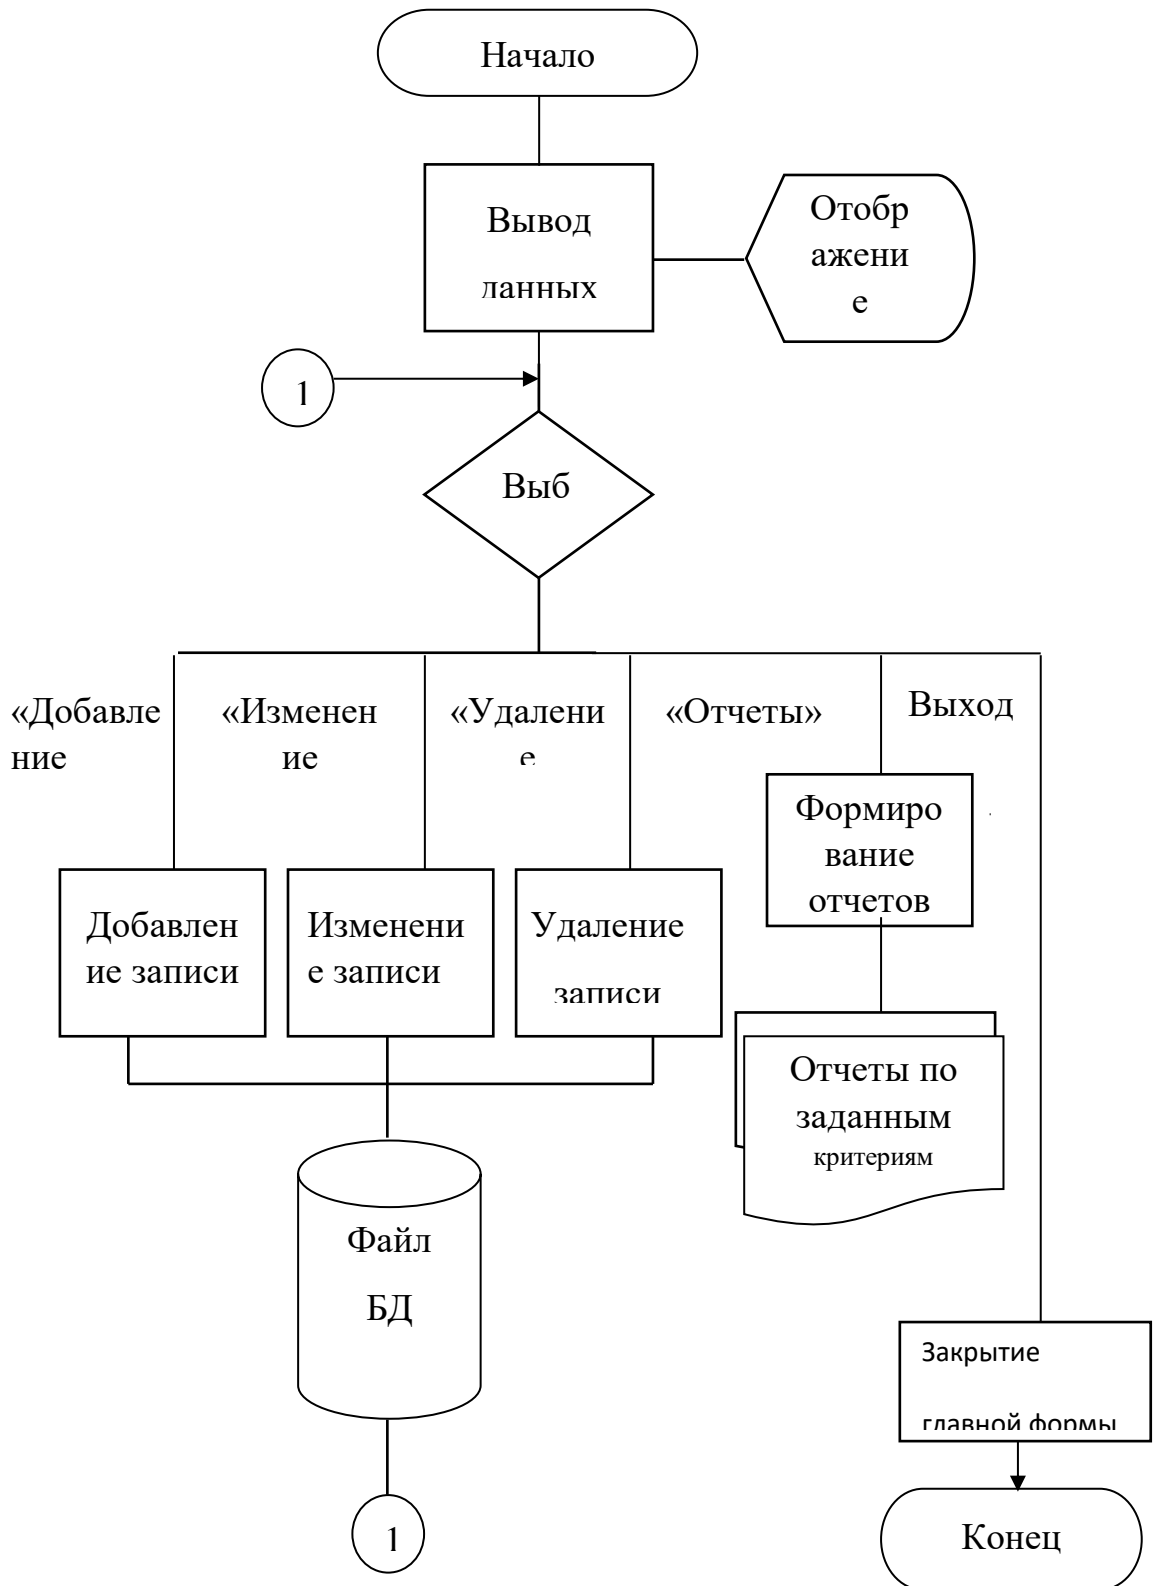 Начало
Вывод
данных
Отобр
ажени
е
1
Выб
«Добавле
ние
«Изменен
ие
«Удалени
е
«Отчеты»
Выход
Формиро
вание
отчетов
Добавлен
ие записи
Изменени
е записи
Удаление
записи
Отчеты по
заданным
критериям
Файл
БД
Закрытие
главной формы
1
Конец